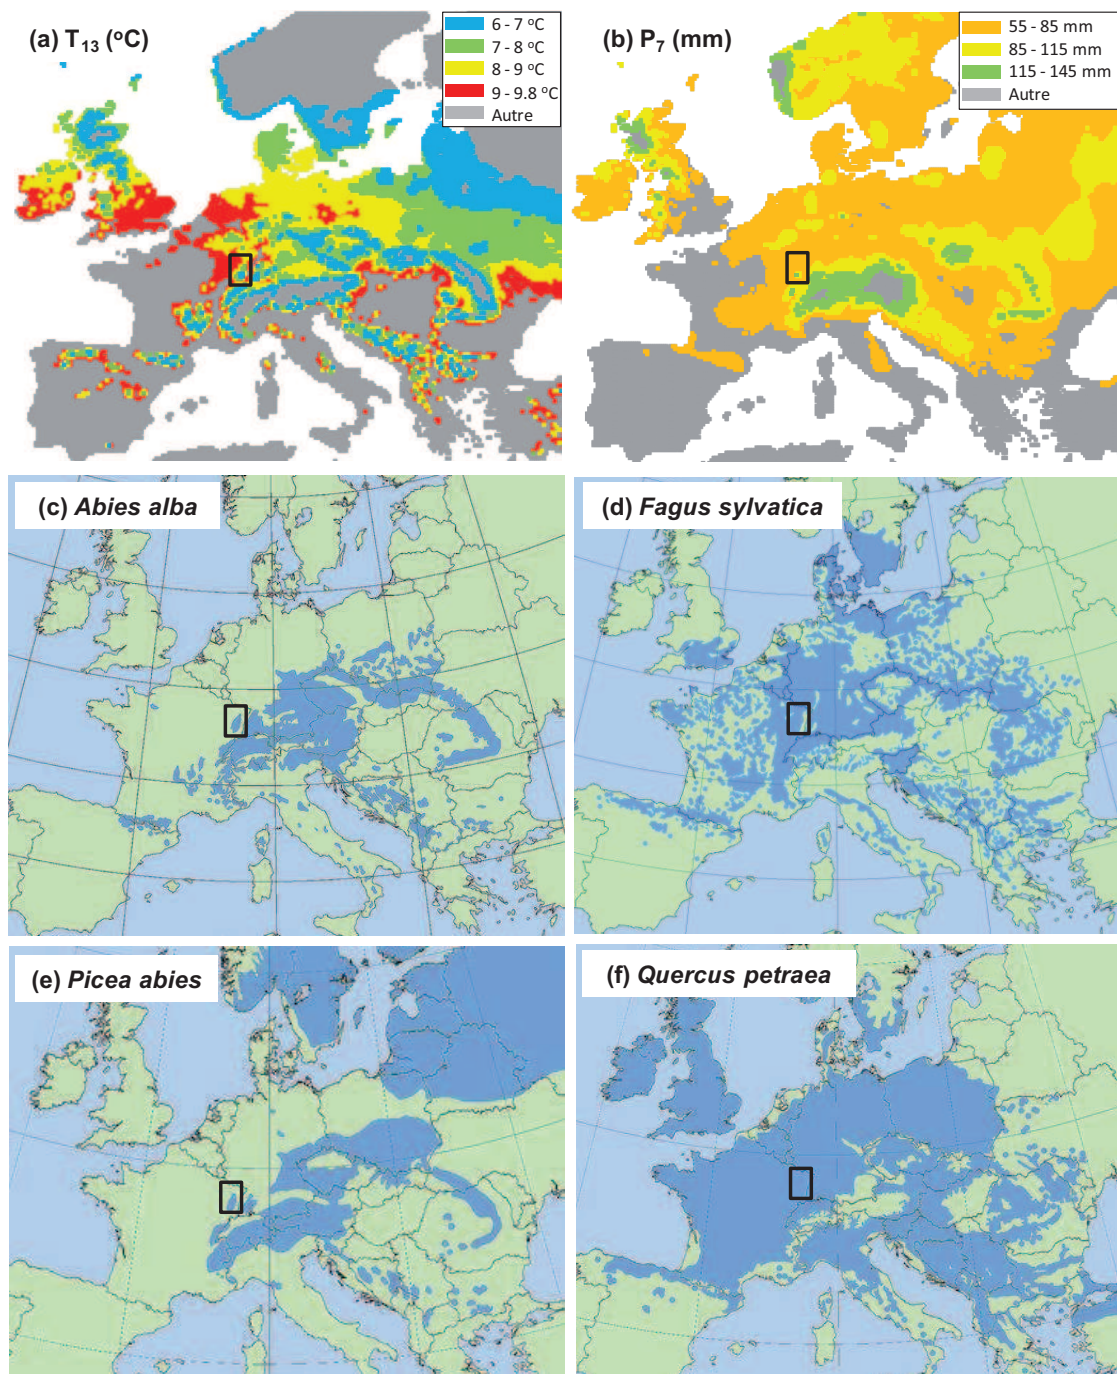 (a) T13 (oC)
6 - 7 °C
7 - 8 °C
8 - 9 °C
9 - 9.8 °C
Autre
(b) P7 (mm)
55 - 85 mm
85 - 115 mm
115 - 145 mm
Autre
(c) Abies alba
(d) Fagus sylvatica
(e) Picea abies
(f) Quercus petraea